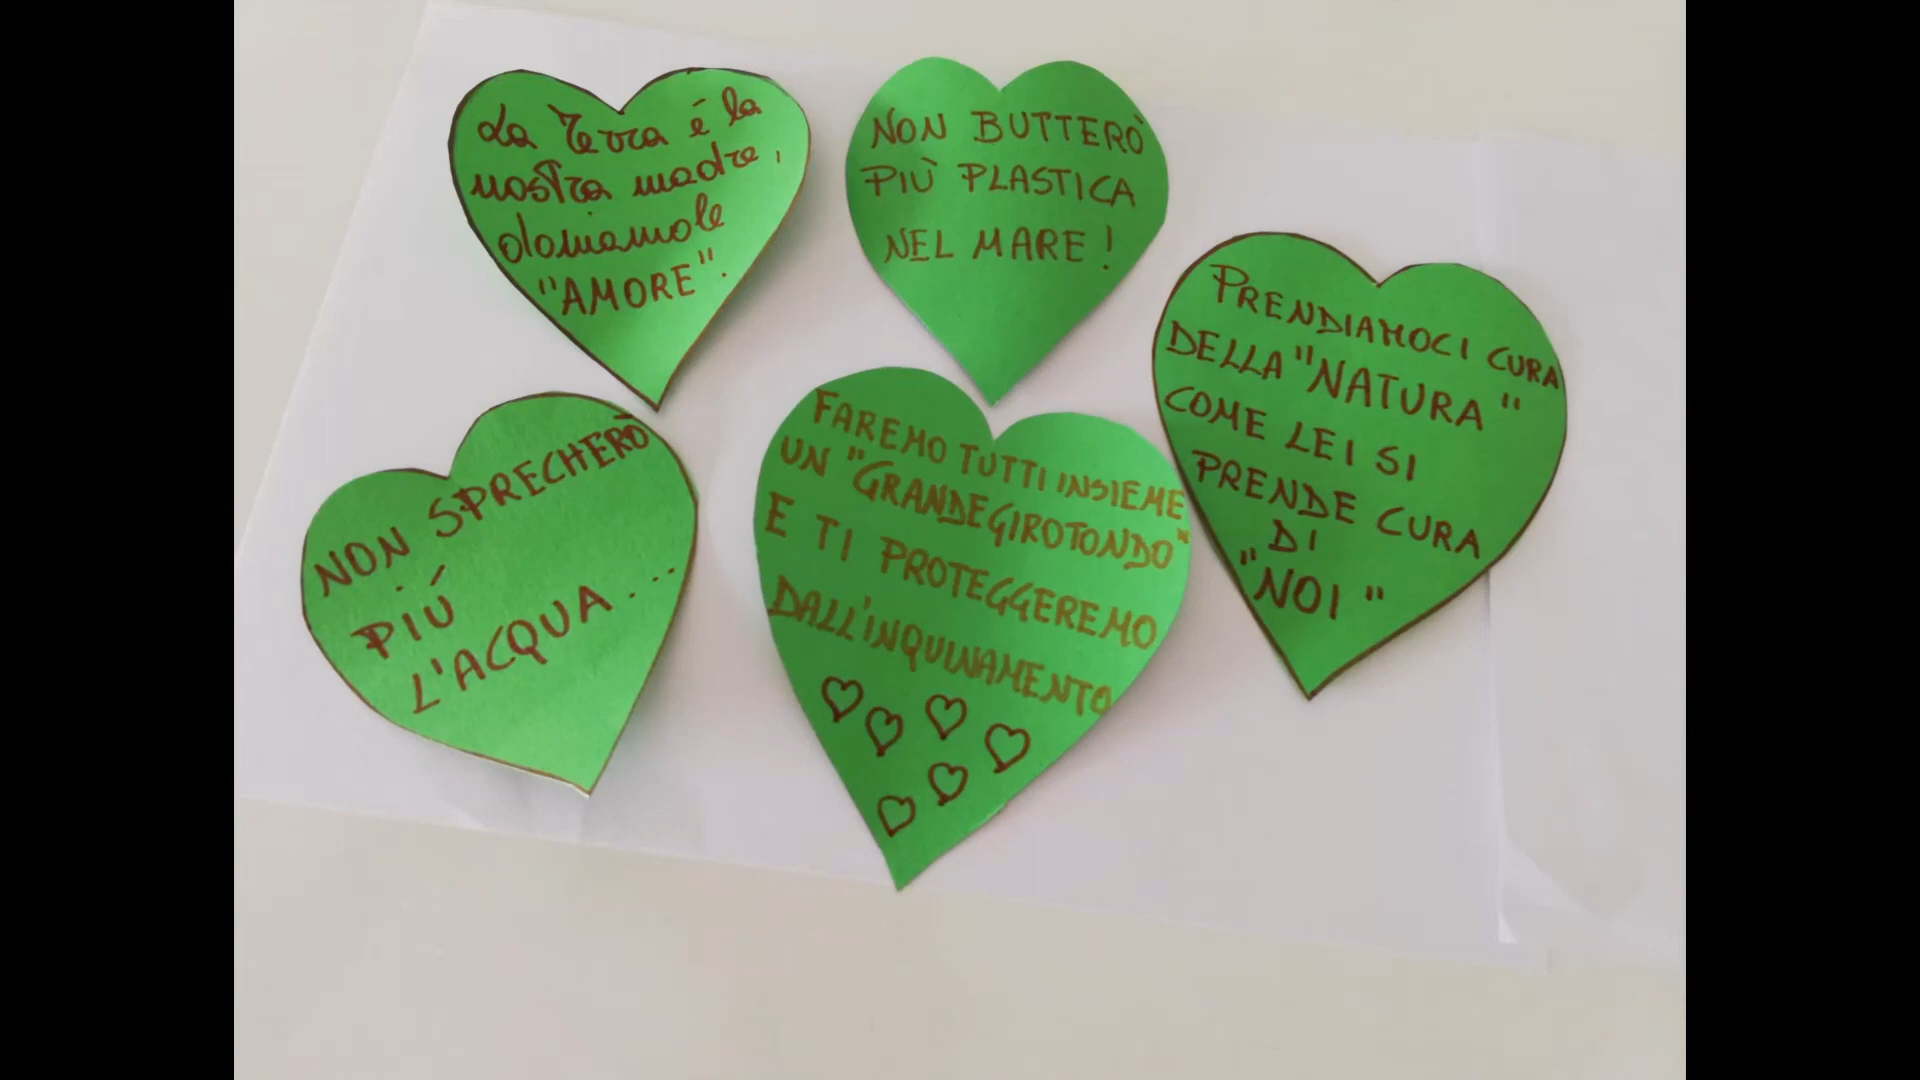 La Terra é la
nostra madre,
doniamole
"AMORE".
NON BUTTERÒ
PIÙ PLASTICA
NEL MARE!
PRENDIAMOCI CURA
DELLA "NATURA"
COME LEI SI
PRENDE CURA
DI
"NOI"
NON SPRECHERÒ
PIÚ
L'ACQUA...
FAREMO TUTTI INSIEME
UN "GRANDE GIROTONDO"
E TI PROTEGGEREMO
DALL'INQUINAMENTO